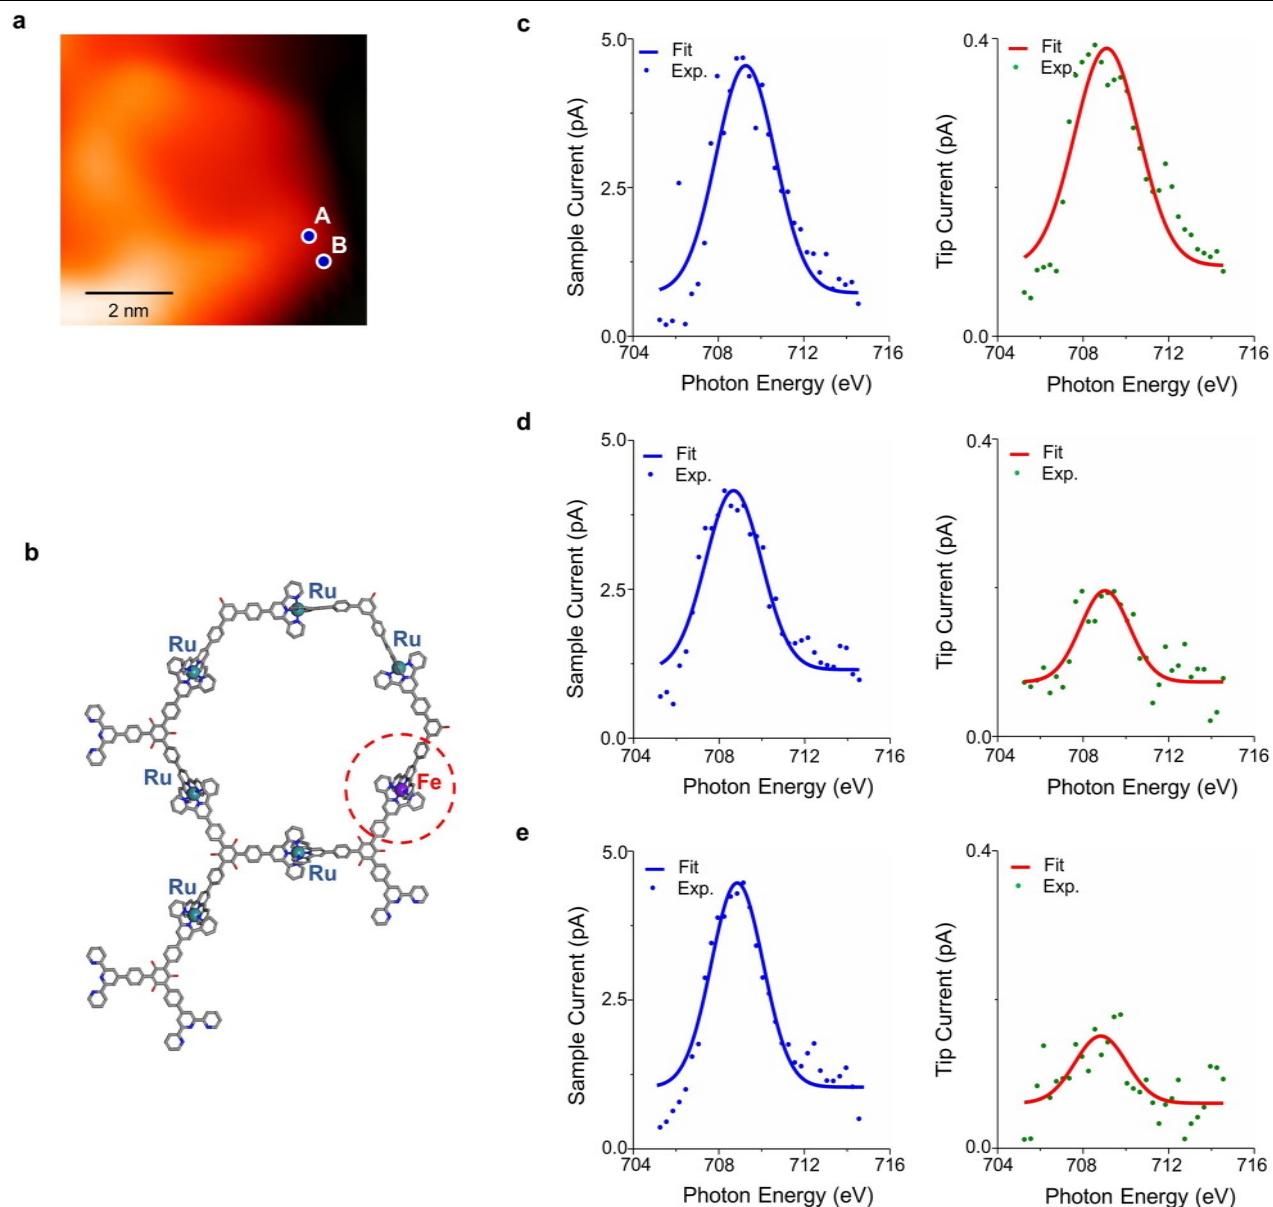 a
A
B
2 nm
b
Ru
Ru
Ru
Ru
Fe
Ru
Ru
c
5.0
2.5
0.0
Sample Current (pA)
Fit
Exp.
704 708 712 716
Photon Energy (eV)
0.4
0.0
Tip Current (pA)
Fit
Exp.
704 708 712 716
Photon Energy (eV)
d
5.0
2.5
0.0
Sample Current (pA)
Fit
Exp.
704 708 712 716
Photon Energy (eV)
0.4
0.0
Tip Current (pA)
Fit
Exp.
704 708 712 716
Photon Energy (eV)
e
5.0
2.5
0.0
Sample Current (pA)
Fit
Exp.
704 708 712 716
Photon Energy (eV)
0.4
0.0
Tip Current (pA)
Fit
Exp.
704 708 712 716
Photon Energy (eV)